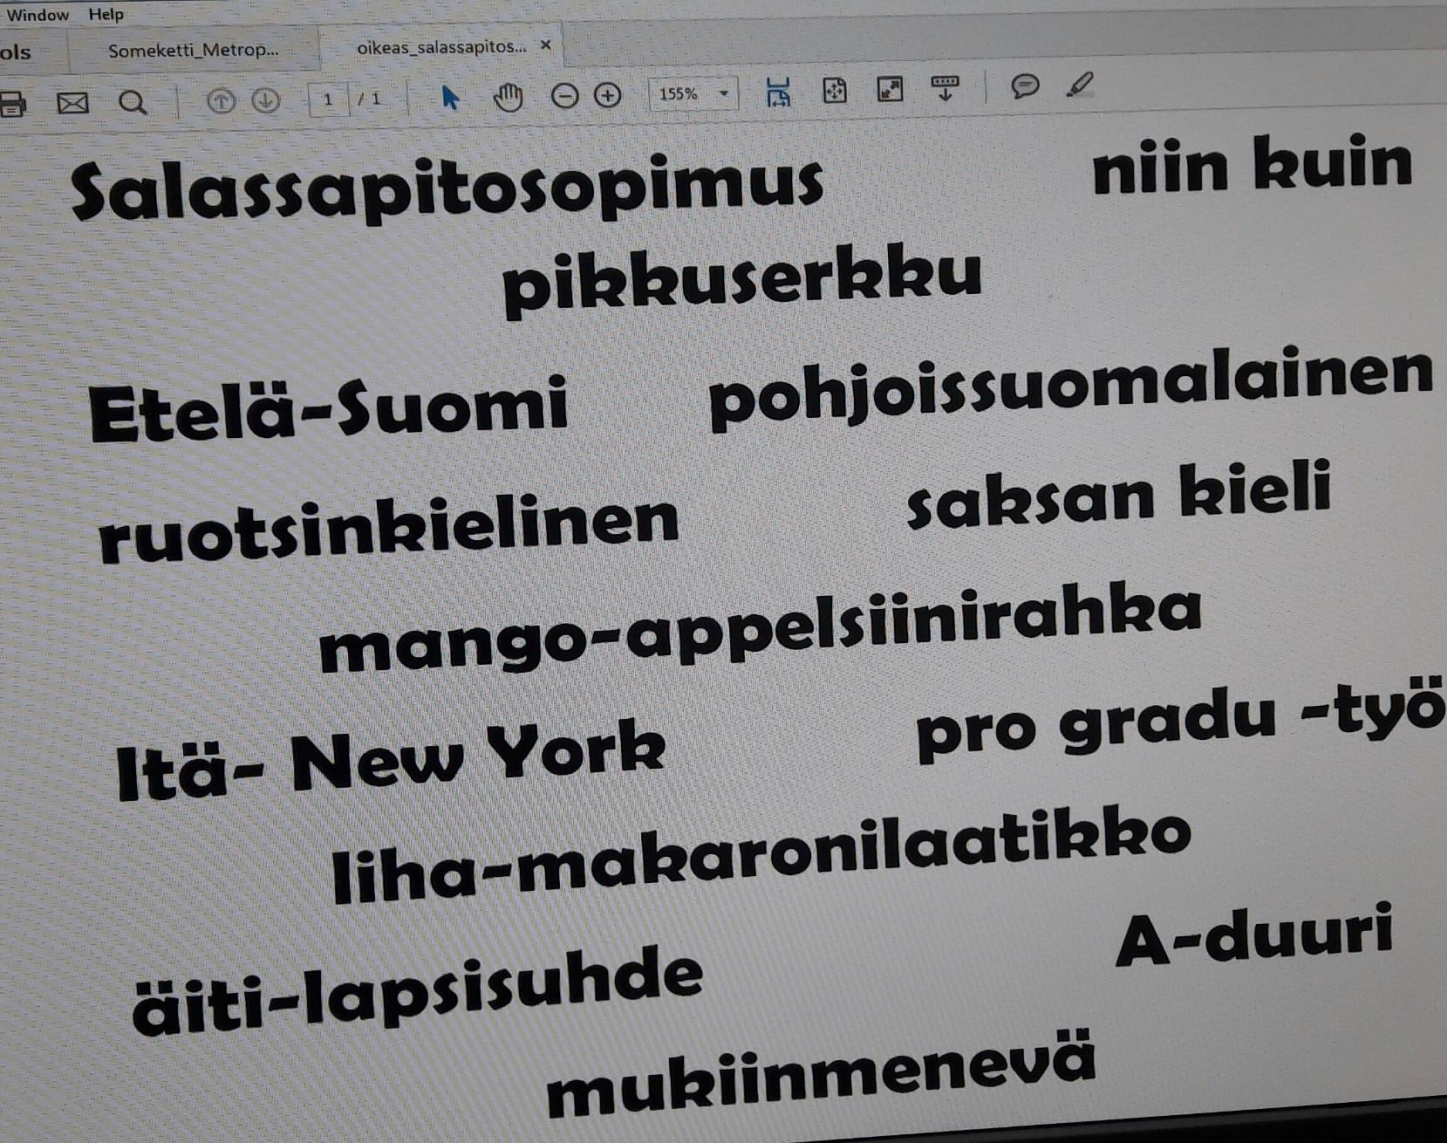 Window Help
ols Someketti_Metrop... oikeas_salassapitos... ×
1 / 1 155%
Salassapitosopimus niin kuin
pikkuserkku
Etelä-Suomi pohjoissuomalainen
ruotsinkielinen saksan kieli
mango-appelsiinirahka
Itä- New York pro gradu -työ
liha-makaronilaatikko
äiti-lapsisuhde A-duuri
mukiinmenevä